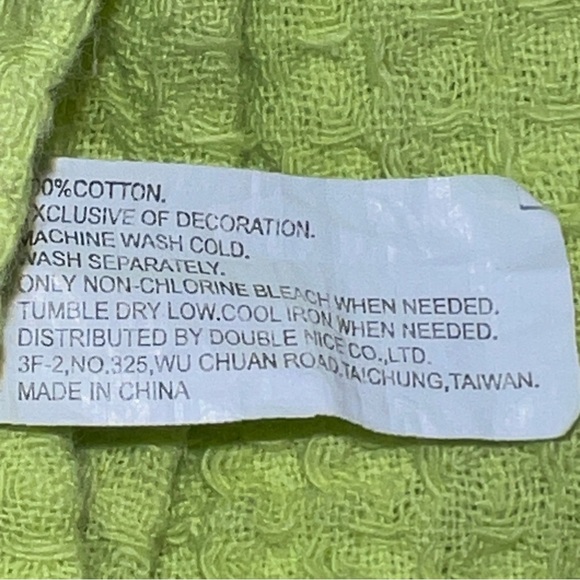 00%COTTON.
XCLUSIVE OF DECORATION.
MACHINE WASH COLD.
WASH SEPARATELY.
ONLY NON-CHLORINE BLEACH WHEN NEEDED.
TUMBLE DRY LOW.COOL IRON WHEN NEEDED.
DISTRIBUTED BY DOUBLE NICE CO.,LTD.
3F-2,NO.325,WU CHUAN ROAD,TAICHUNG,TAIWAN.
MADE IN CHINA